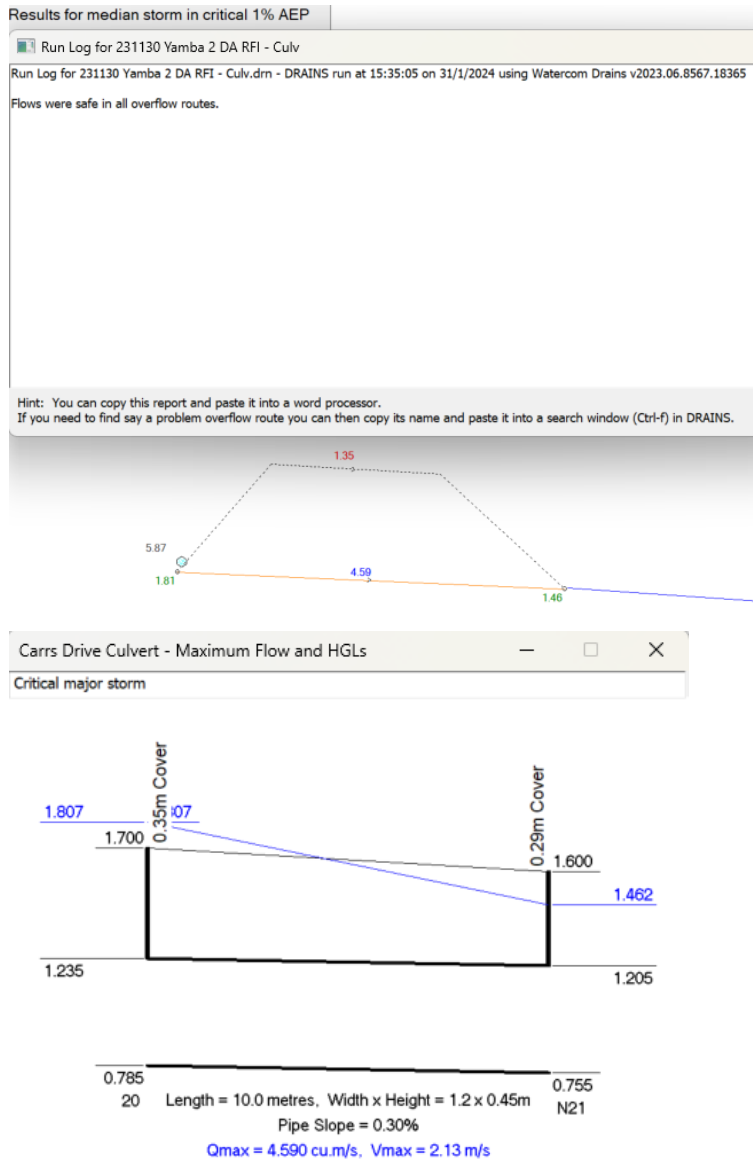 Results for median storm in critical 1% AEP
Run Log for 231130 Yamba 2 DA RFI - Culv
Run Log for 231130 Yamba 2 DA RFI - Culv.drn - DRAINS run at 15:35:05 on 31/1/2024 using Watercom Drains v2023.06.8567.18365
Flows were safe in all overflow routes.
Hint: You can copy this report and paste it into a word processor.
If you need to find say a problem overflow route you can then copy its name and paste it into a search window (Ctrl-f) in DRAINS.
1.35
5.87
1.81
4.59
1.46
Carrs Drive Culvert - Maximum Flow and HGLs
Critical major storm
0.35m Cover
0.29m Cover
1.807
307
1.700
1.600
1.462
1.235
1.205
0.785
0.755
20
Length = 10.0 metres, Width x Height = 1.2 x 0.45m
N21
Pipe Slope = 0.30%
Qmax = 4.590 cu.m/s, Vmax = 2.13 m/s